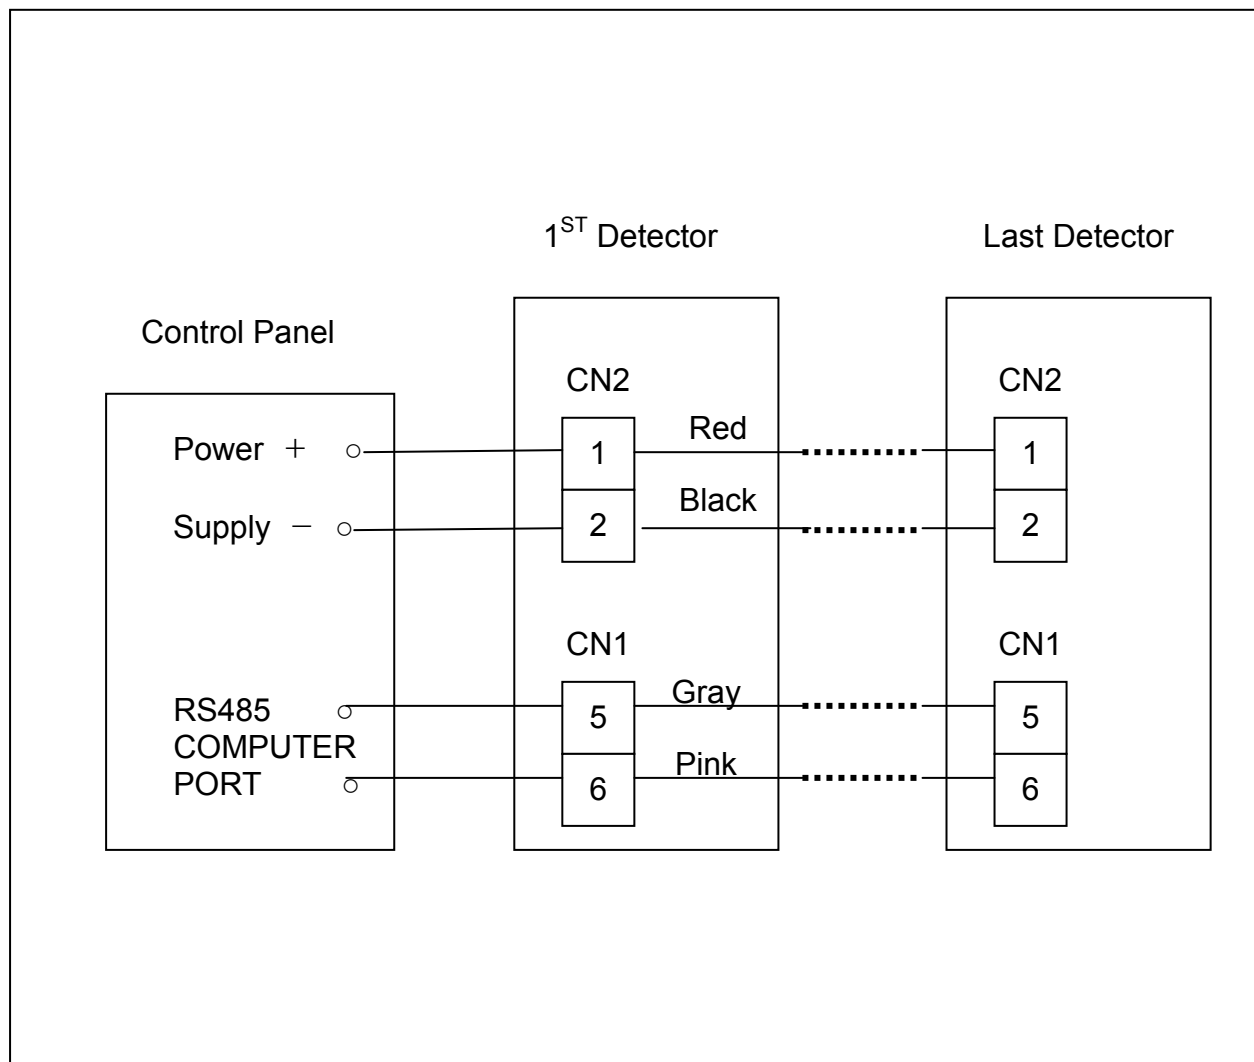 1ST Detector
Last Detector
Control Panel
CN2
CN2
Power +
1
Red
1
Supply −
2
Black
2
CN1
CN1
RS485
COMPUTER
PORT
5
Gray
5
6
Pink
6